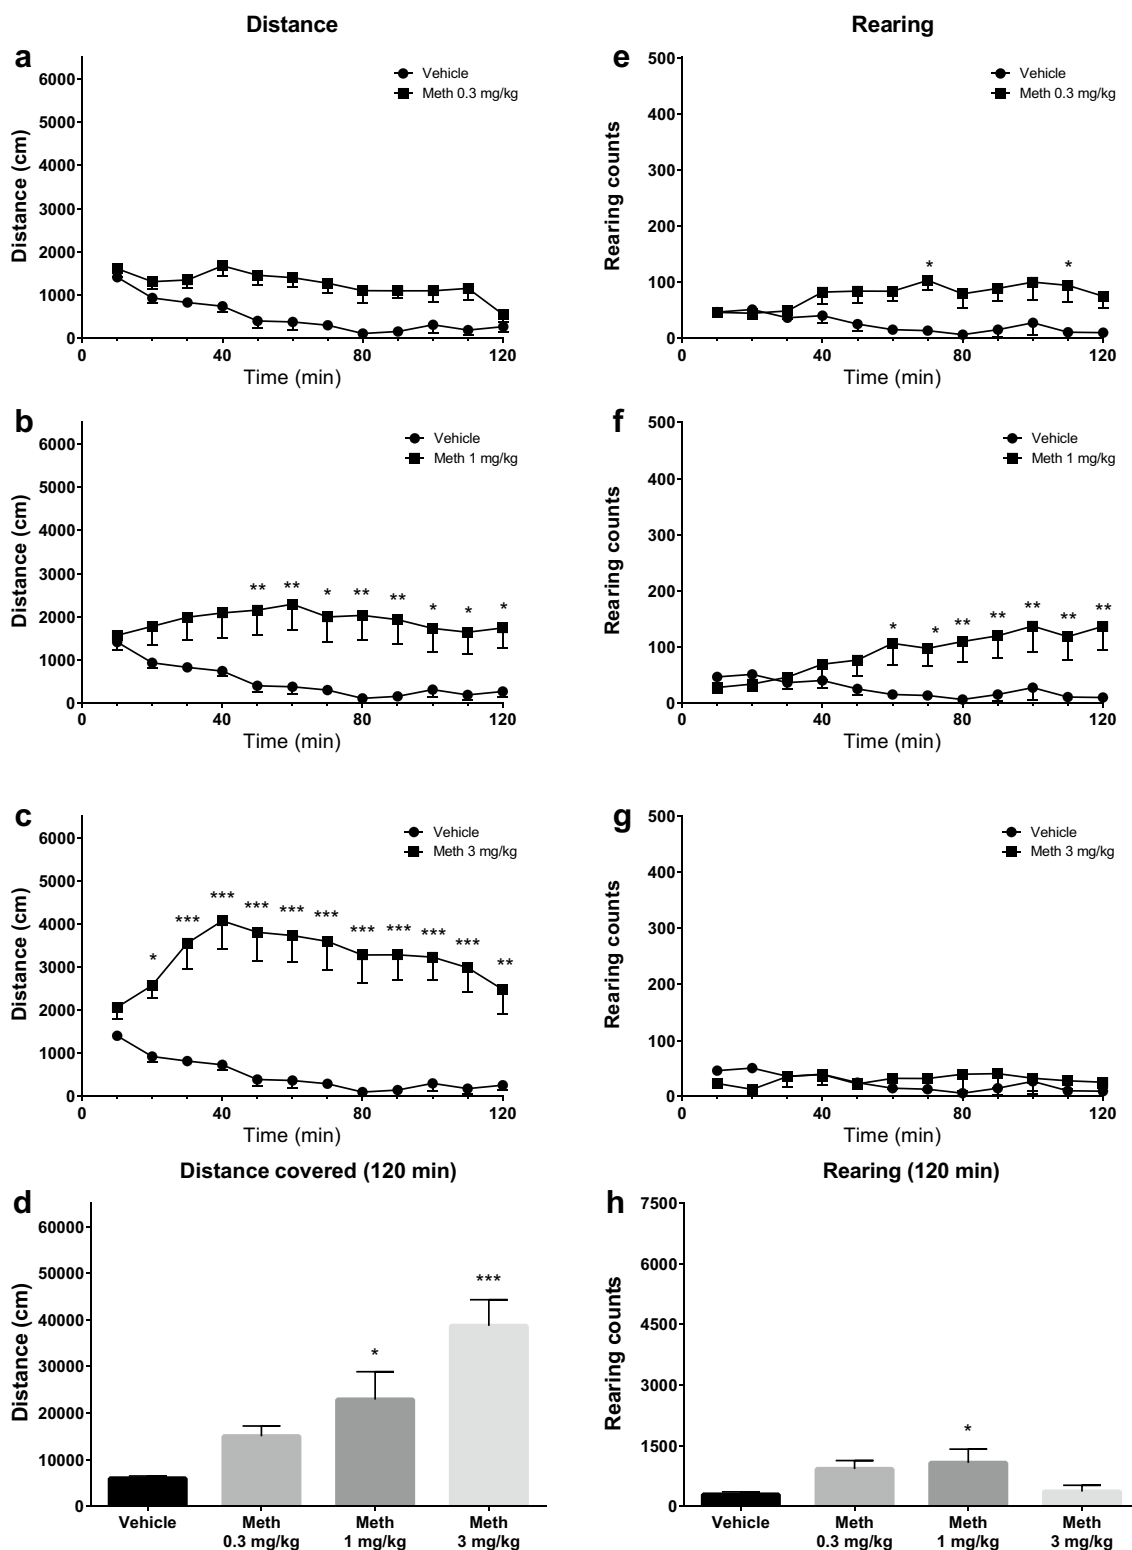 Distance
a
Vehicle
Meth 0.3 mg/kg
Distance (cm)
6000
5000
4000
3000
2000
1000
0
0 40 80 120
Time (min)
Rearing
e
Vehicle
Meth 0.3 mg/kg
Rearing counts
500
400
300
200
100
0
* *
0 40 80 120
Time (min)
b
Vehicle
Meth 1 mg/kg
Distance (cm)
6000
5000
4000
3000
2000
1000
0
** ** * ** ** * * *
0 40 80 120
Time (min)
f
Vehicle
Meth 1 mg/kg
Rearing counts
500
400
300
200
100
0
* * ** ** ** ** **
0 40 80 120
Time (min)
c
Vehicle
Meth 3 mg/kg
Distance (cm)
6000
5000
4000
3000
2000
1000
0
* *** *** *** *** *** *** *** *** *** **
0 40 80 120
Time (min)
g
Vehicle
Meth 3 mg/kg
Rearing counts
500
400
300
200
100
0
0 40 80 120
Time (min)
Distance covered (120 min)
d
Distance (cm)
60000
50000
40000
30000
20000
10000
0
* ***
Vehicle Meth Meth Meth
0.3 mg/kg 1 mg/kg 3 mg/kg
Rearing (120 min)
h
Rearing counts
7500
6000
4500
3000
1500
0
*
Vehicle Meth Meth Meth
0.3 mg/kg 1 mg/kg 3 mg/kg